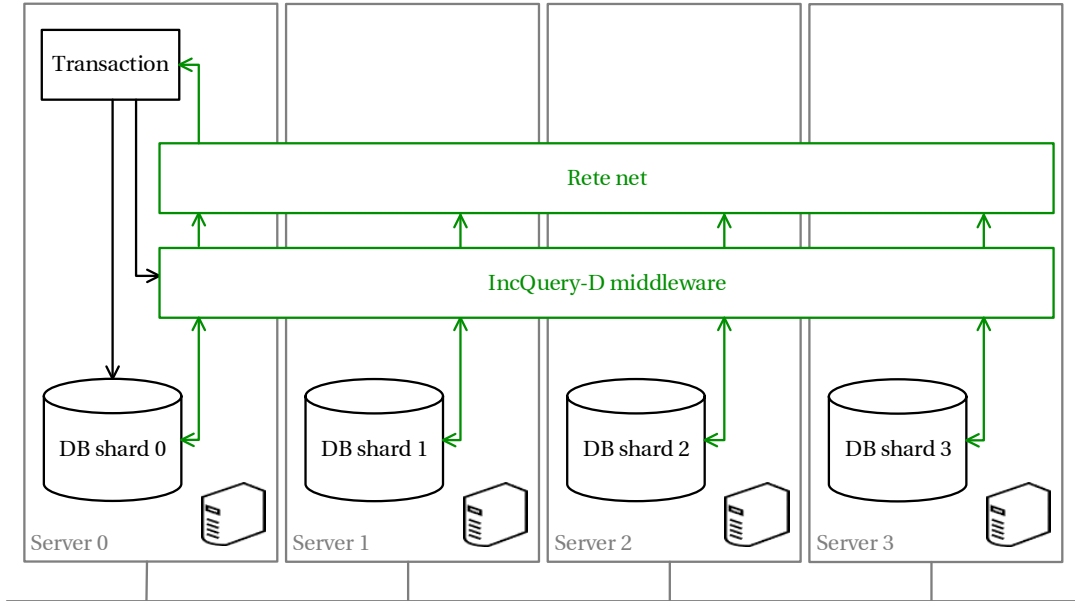 Transaction
Rete net
IncQuery-D middleware
DB shard 0
DB shard 1
DB shard 2
DB shard 3
Server 0
Server 1
Server 2
Server 3